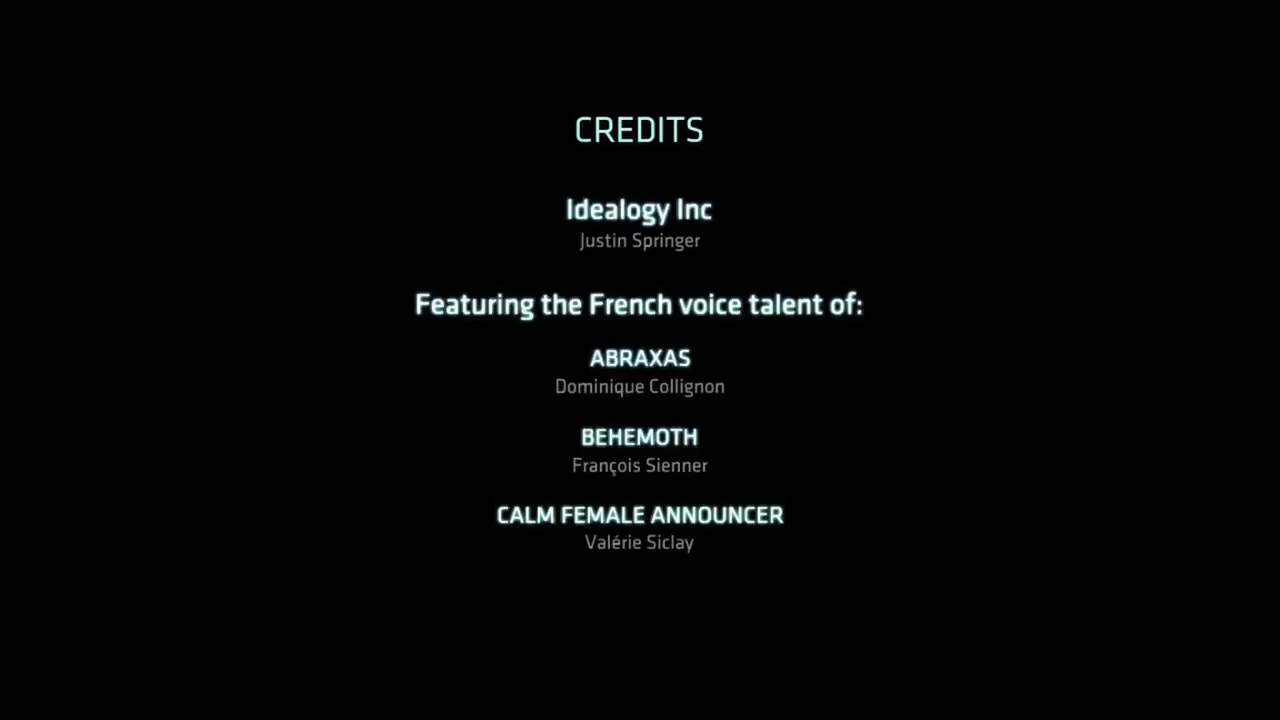 CREDITS
Idealogy Inc
Justin Springer
Featuring the French voice talent of:
ABRAXAS
Dominique Collignon
BEHEMOTH
François Sienner
CALM FEMALE ANNOUNCER
Valérie Siclay